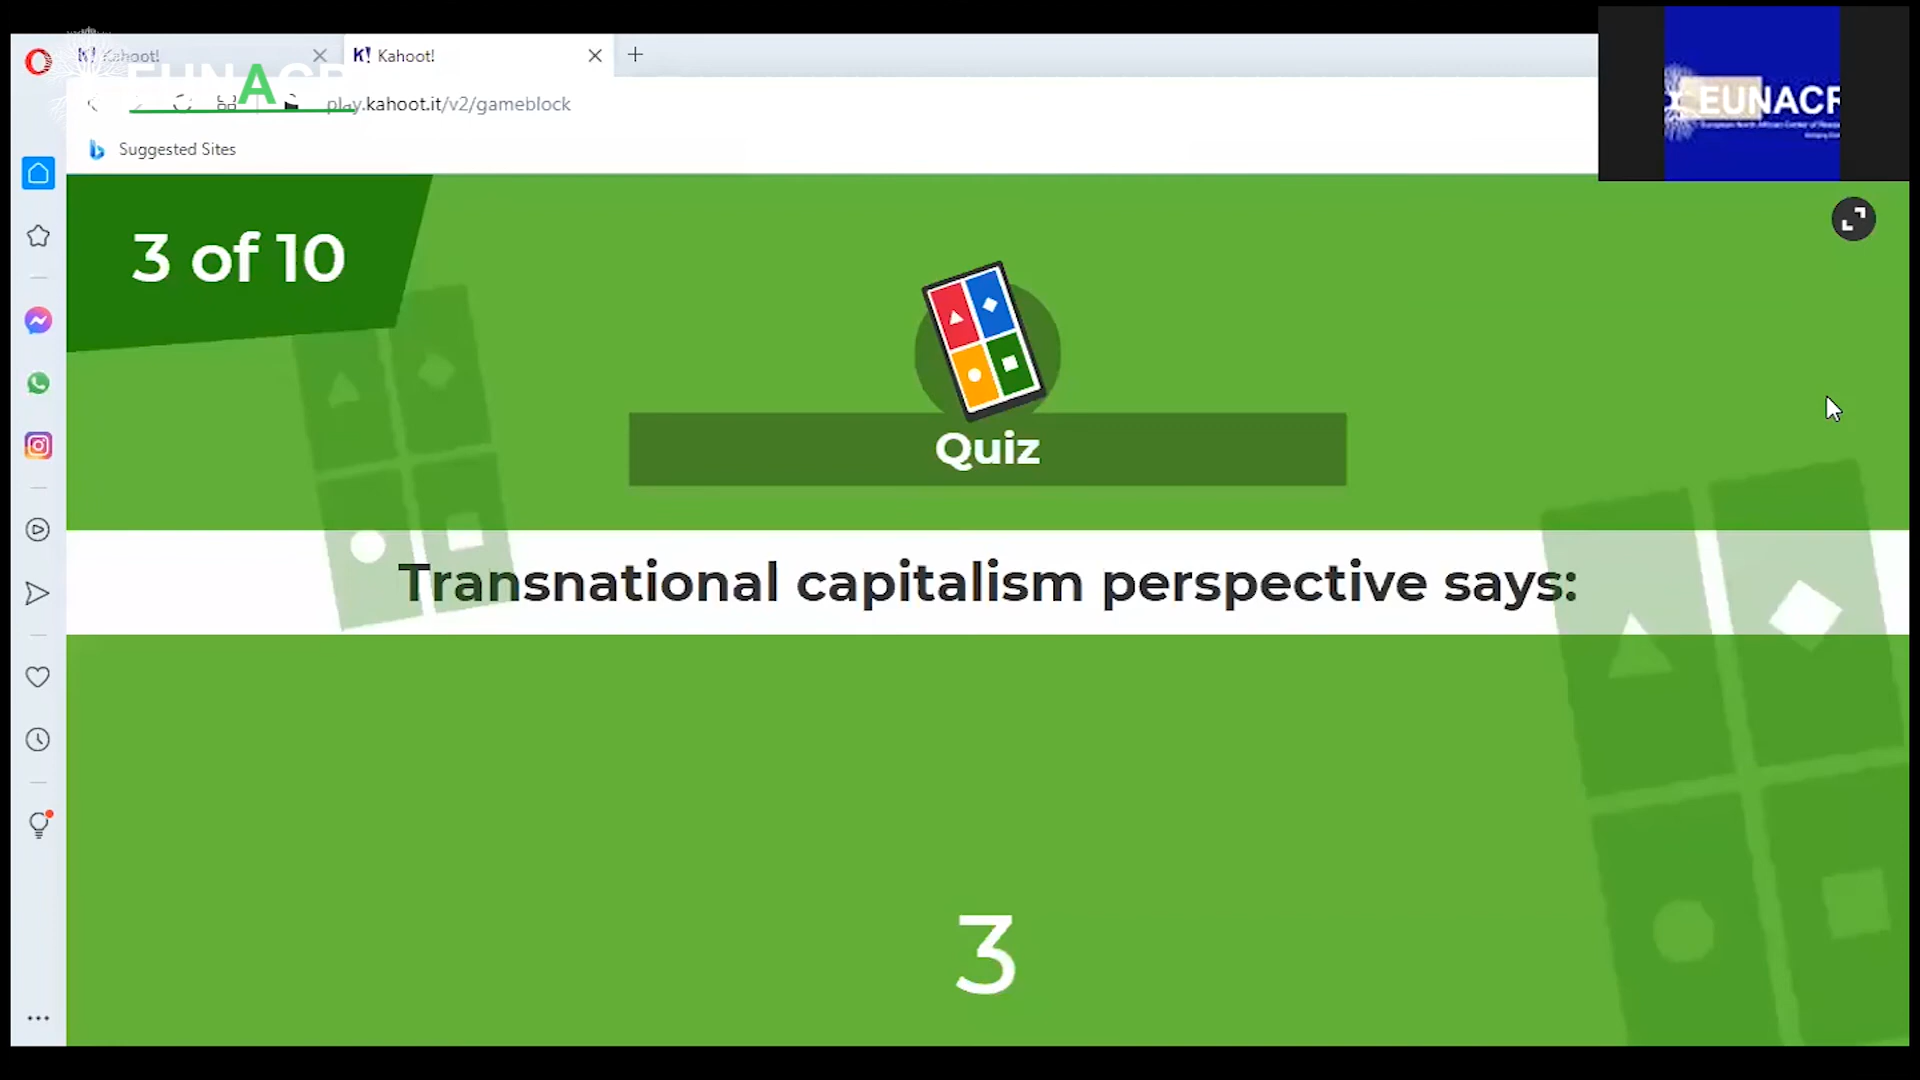 K! Kahoot!
K! Kahoot!
EUNACR
play.kahoot.it/v2/gameblock
Suggested Sites
EUNACR
3 of 10
Quiz
Transnational capitalism perspective says:
3